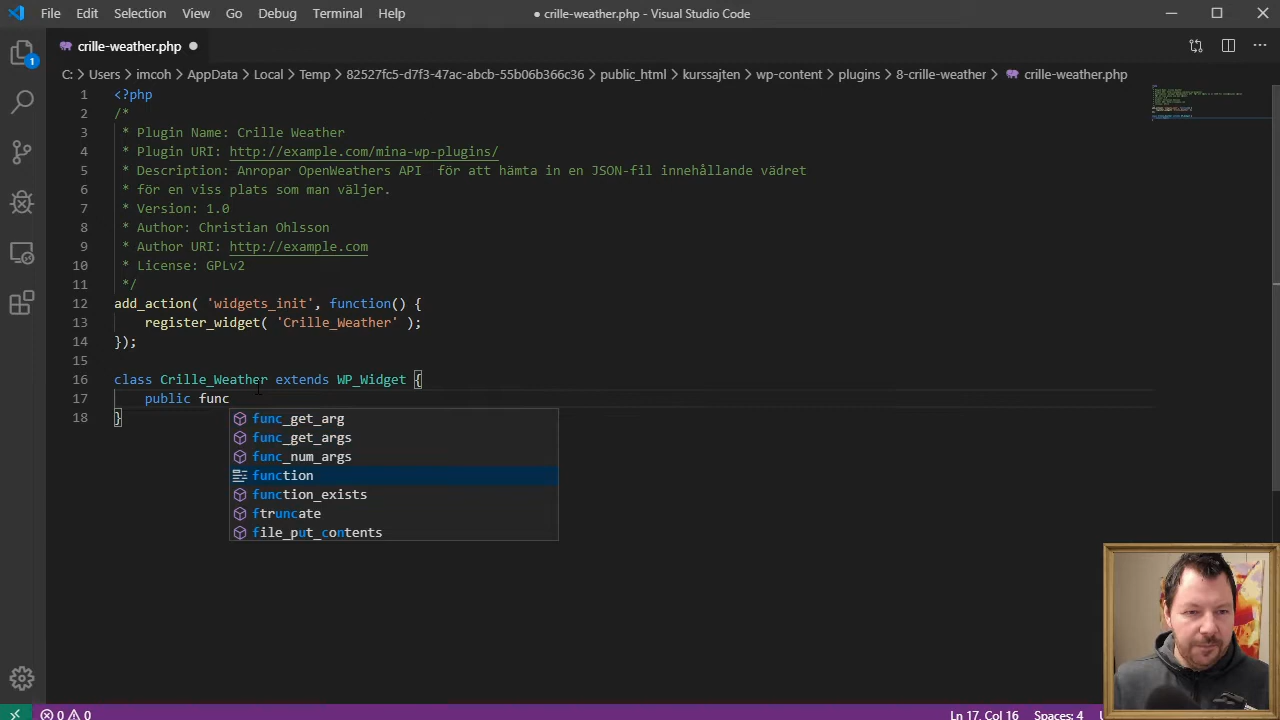 File Edit Selection View Go Debug Terminal Help
● crille-weather.php - Visual Studio Code
1
crille-weather.php ●
C: > Users > imcoh > AppData > Local > Temp > 82527fc5-d7f3-47ac-abcb-55b06b366c36 > public_html > kurssajten > wp-content > plugins > 8-crille-weather > crille-weather.php
1 <?php
2 /*
3 * Plugin Name: Crille Weather
4 * Plugin URI: http://example.com/mina-wp-plugins/
5 * Description: Anropar OpenWeathers API  för att hämta in en JSON-fil innehållande vädret
6 * för en viss plats som man väljer.
7 * Version: 1.0
8 * Author: Christian Ohlsson
9 * Author URI: http://example.com
10 * License: GPLv2
11 */
12 add_action( 'widgets_init', function() {
13 register_widget( 'Crille_Weather' );
14 });
15
16 class Crille_Weather extends WP_Widget {
17 public func
18 }
func_get_arg
func_get_args
func_num_args
function
function_exists
ftruncate
file_put_contents
0 0 Ln 17, Col 16 Spaces: 4